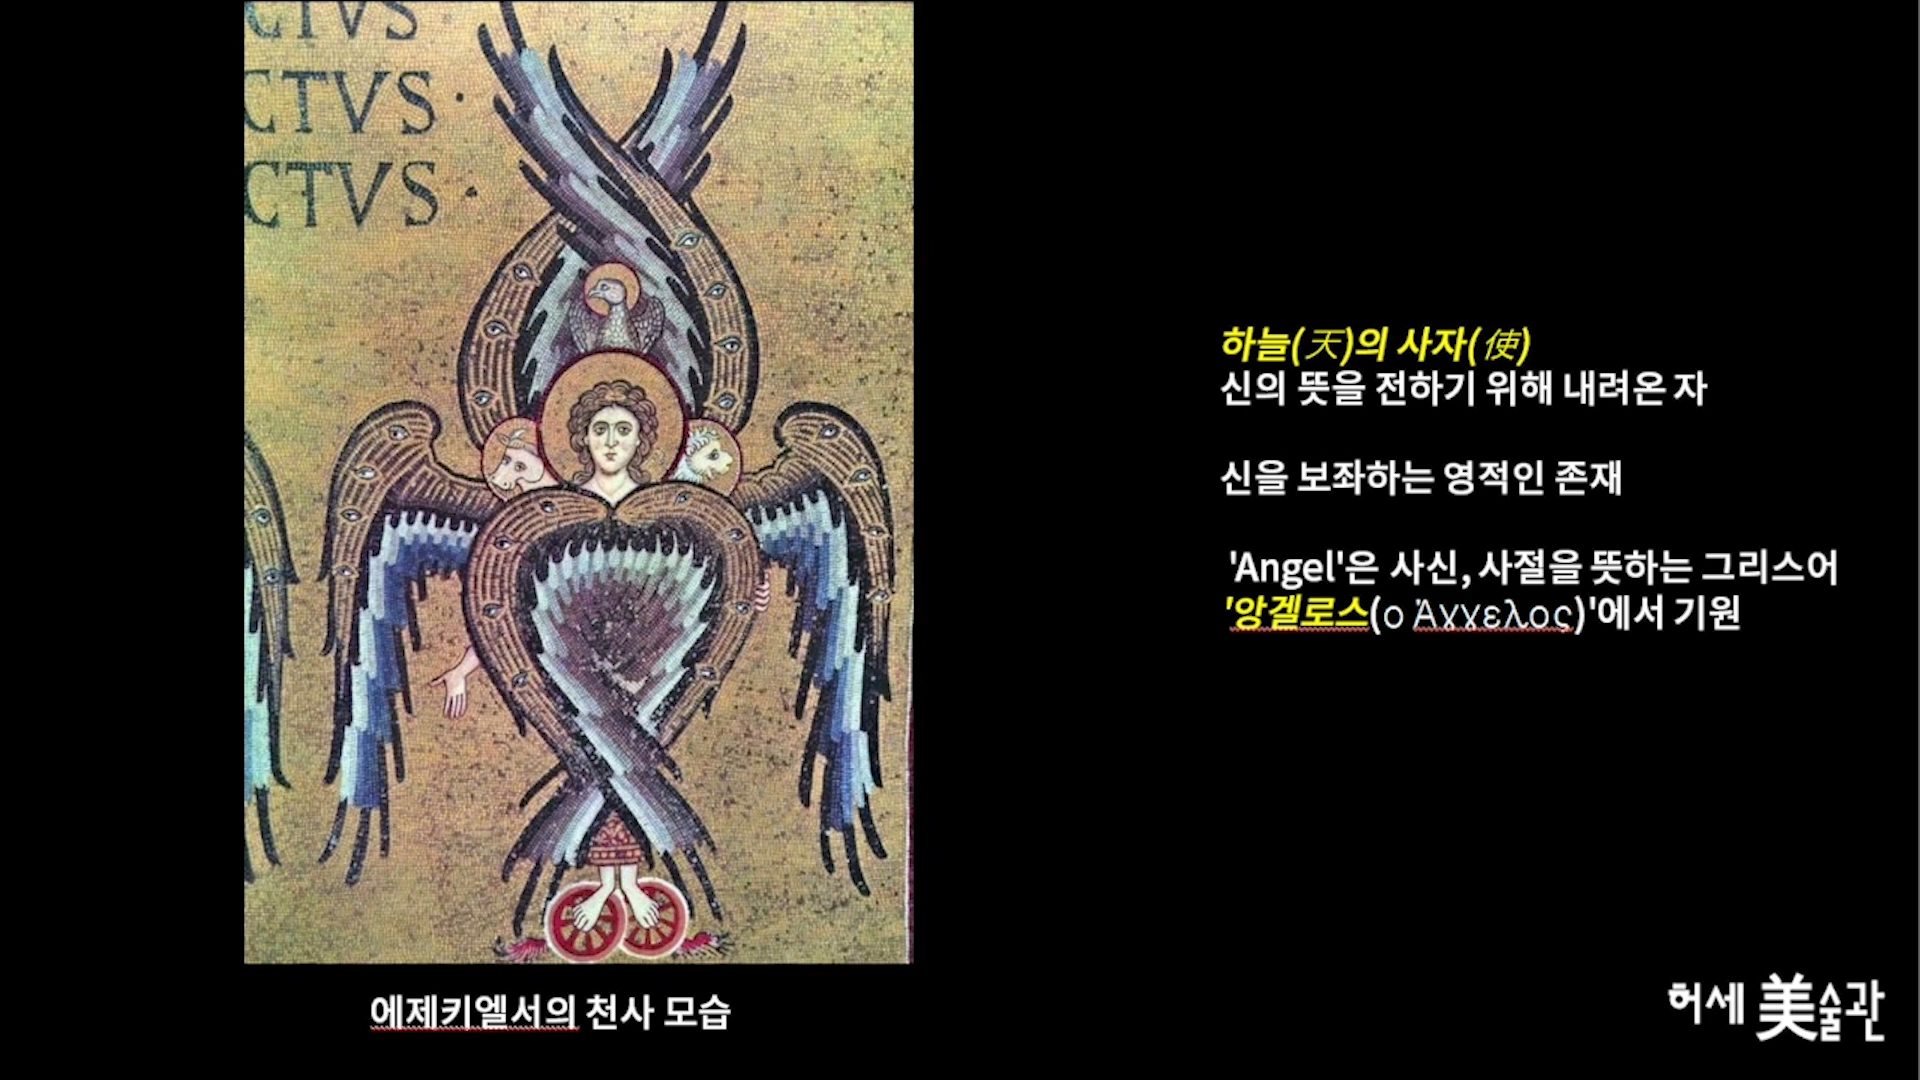 CTVS
CTVS ·
CTVS ·
하늘(天)의 사자(使)
신의 뜻을 전하기 위해 내려온 자
신을 보좌하는 영적인 존재
'Angel'은 사신, 사절을 뜻하는 그리스어
'앙겔로스(ο Άγγελος)'에서 기원
에제키엘서의 천사 모습
허세 美술관